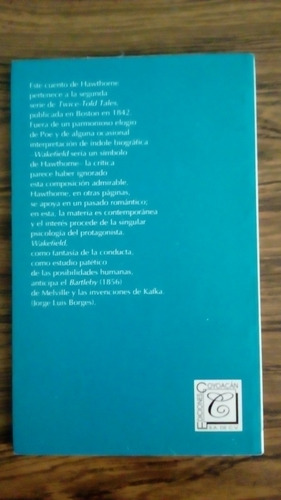 Este cuento de Hawthorne
pertenece a la segunda
serie de Twice-Told Tales,
publicada en Boston en 1842.
Fuera de un parmonioso elogio
de Poe y de alguna ocasional
interpretación de índole biográfica
-Wakefield sería un símbolo
de Hawthorne- la crítica
parece haber ignorado
esta composición admirable.
Hawthorne, en otras páginas,
se apoya en un pasado romántico;
en esta, la materia es contemporánea
y el interés procede de la singular
psicología del protagonista.
Wakefield,
como fantasía de la conducta,
como estudio patético
de las posibilidades humanas,
anticipa el Bartleby (1856)
de Melville y las invenciones de Kafka.
(Jorge Luis Borges).
EDICIONES
COYOACÁN
S.A. DE C.V.